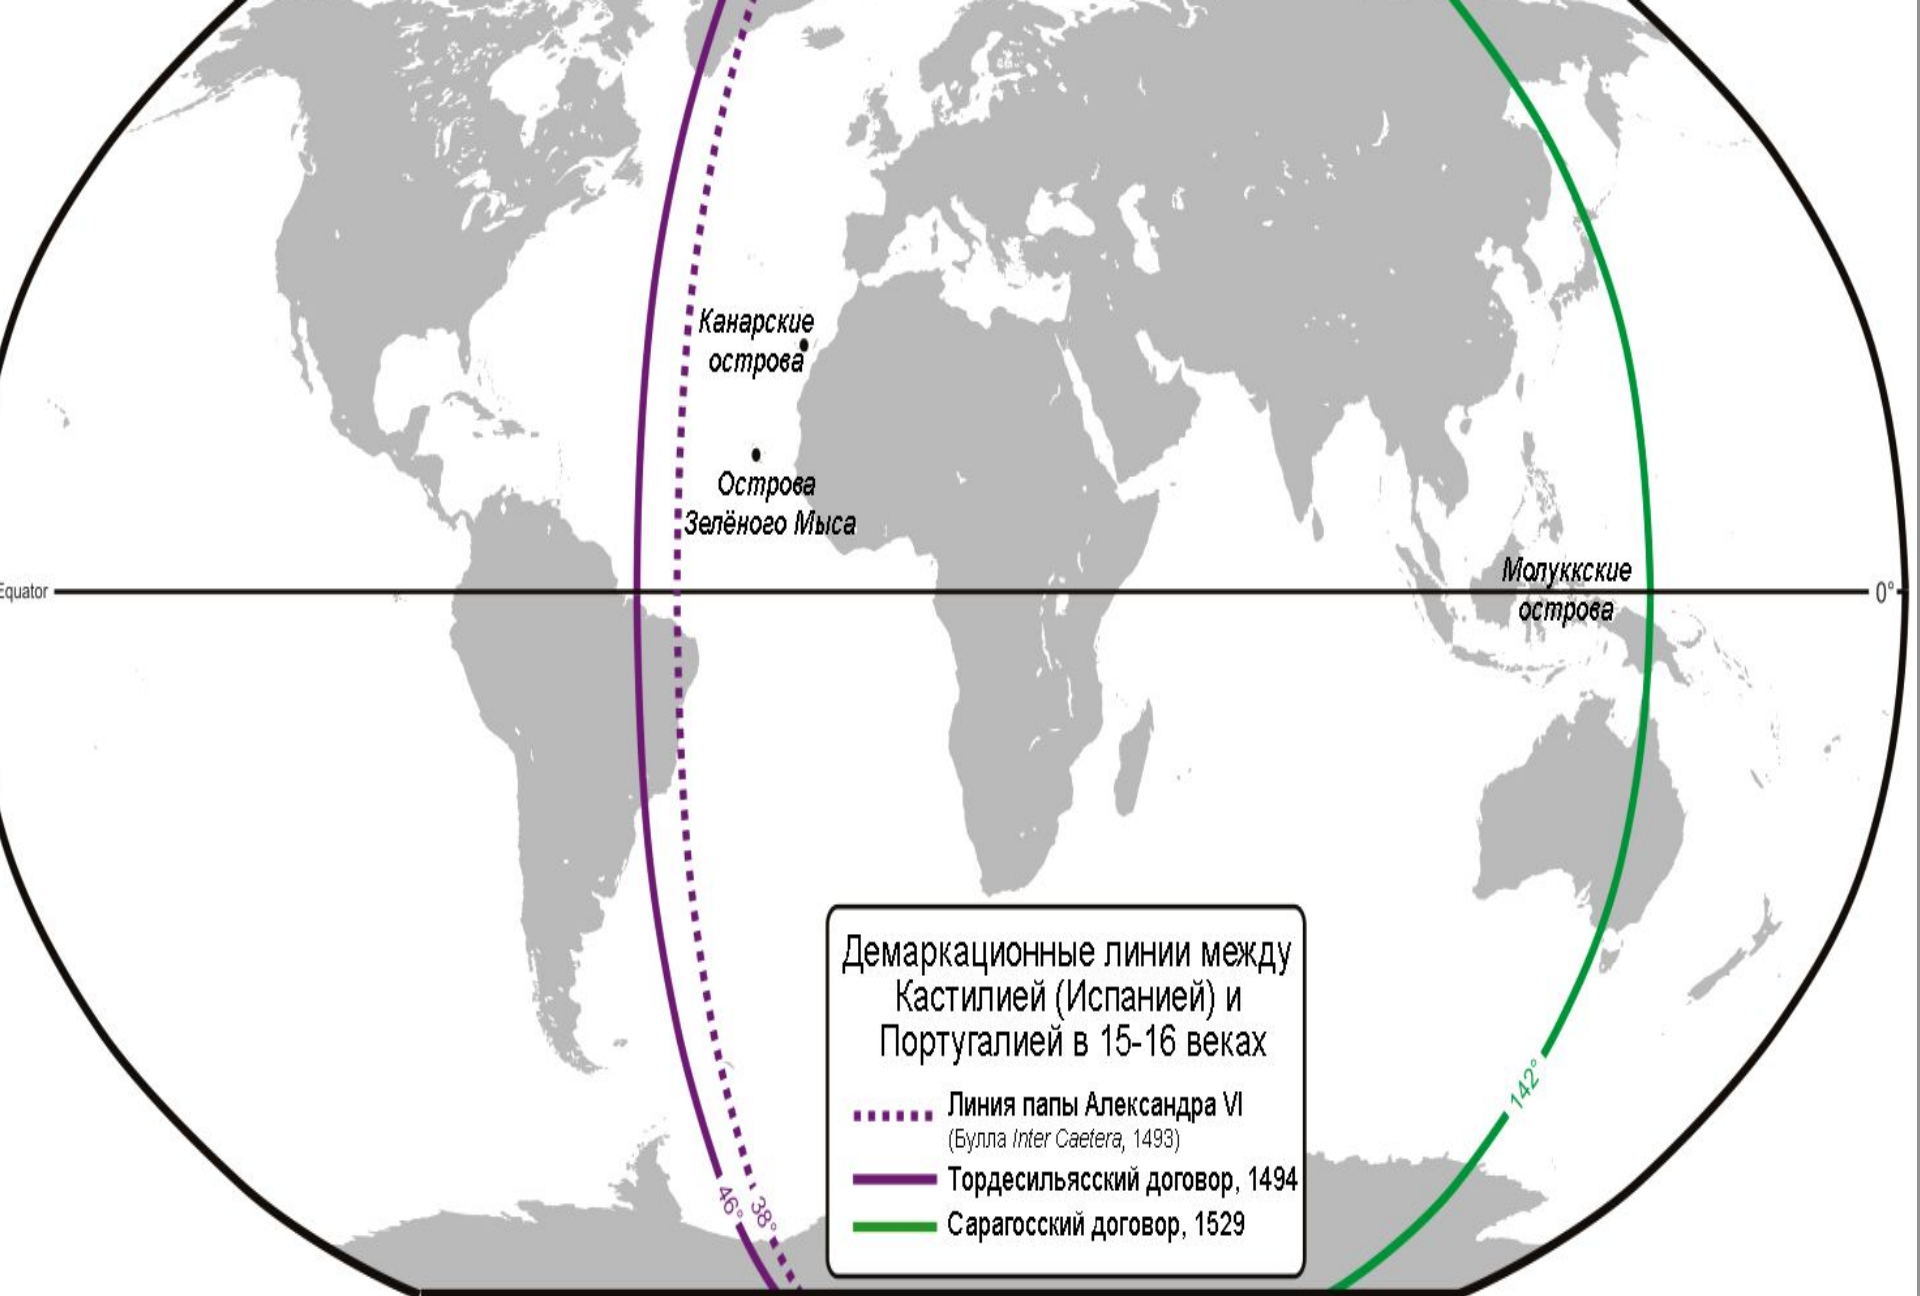 Канарские
острова
Острова
Зелёного Мыса
Equator
Молуккские
острова
0°
Демаркационные линии между
Кастилией (Испанией) и
Португалией в 15-16 веках
Линия папы Александра VI
(Булла Inter Caetera, 1493)
Тордесильясский договор, 1494
Сарагосский договор, 1529
142°
46°
38°